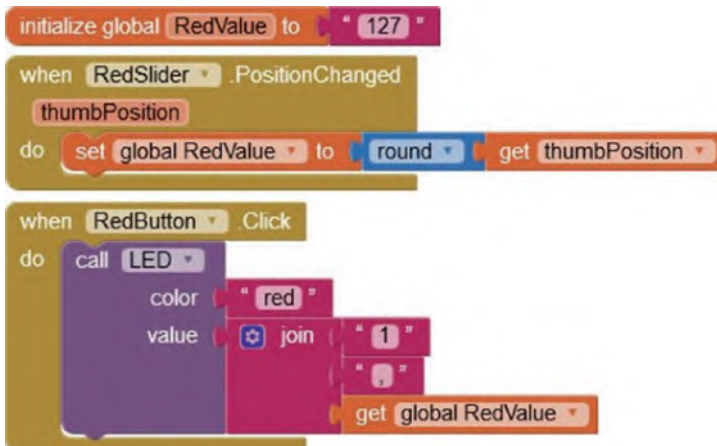 initialize global RedValue to " 127 "
when RedSlider .PositionChanged
thumbPosition
do set global RedValue to round get thumbPosition
when RedButton .Click
do call LED
color " red "
value join " 1 "
" , "
get global RedValue